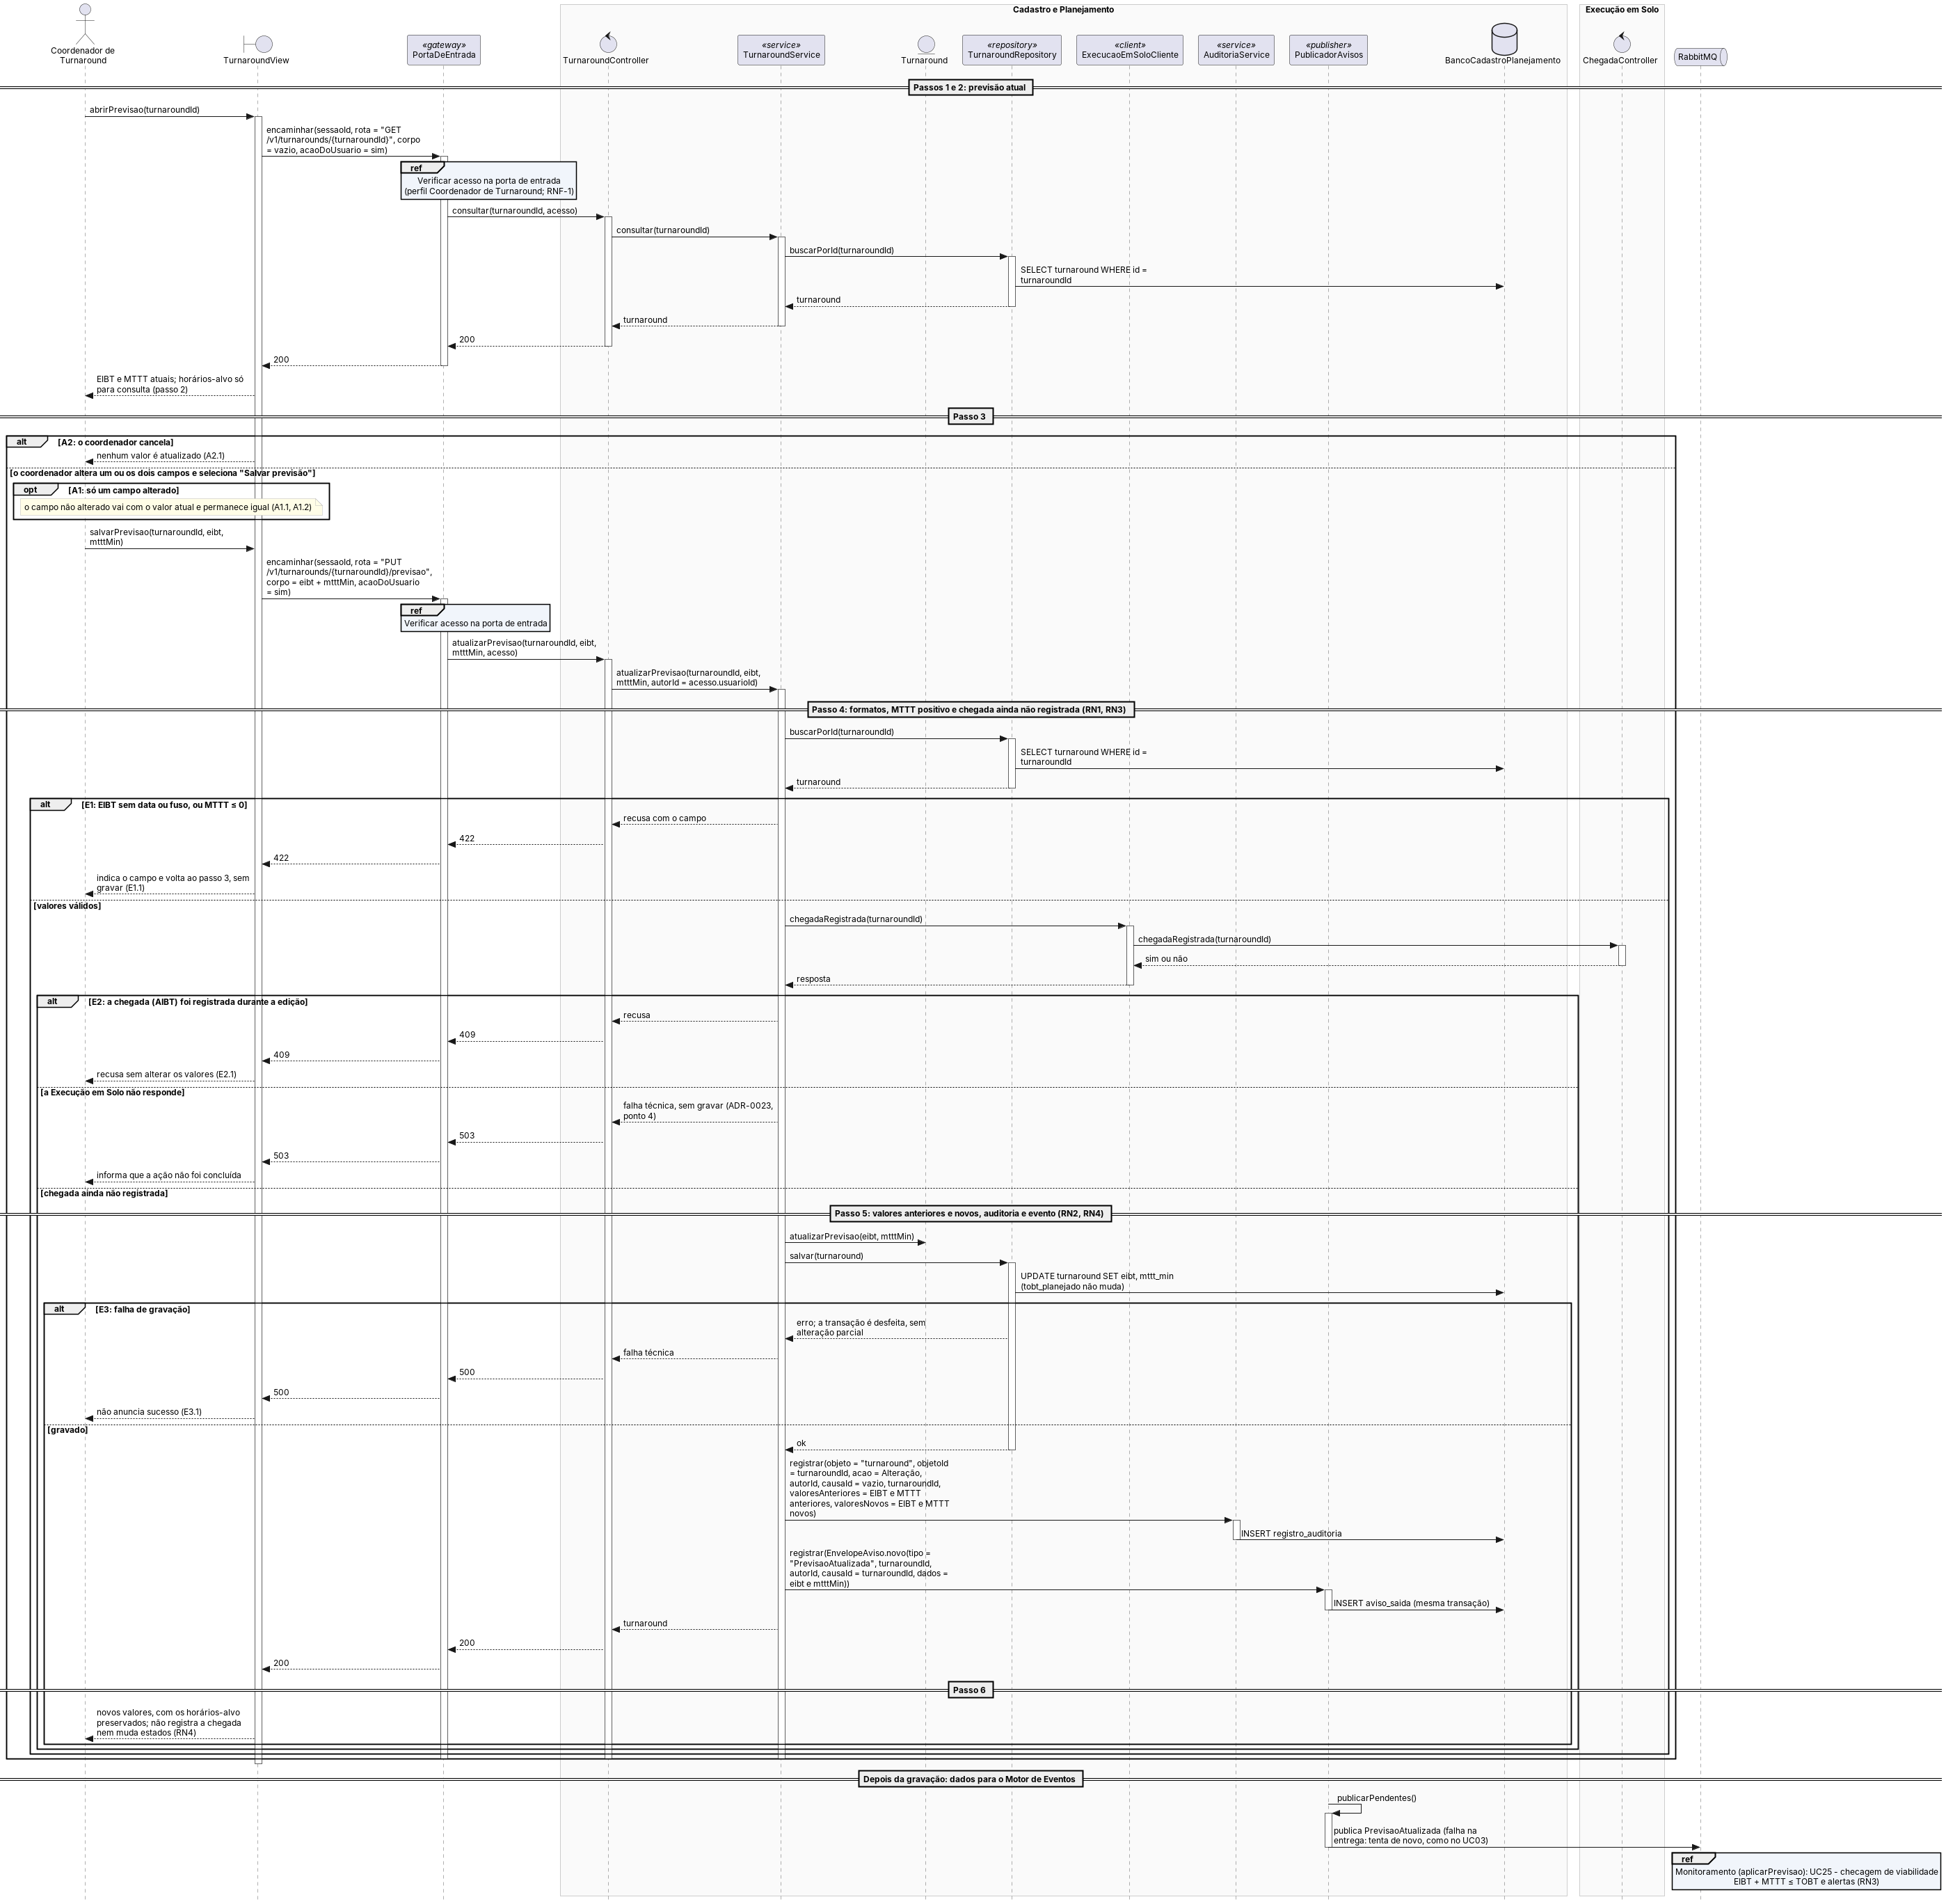 Cadastro e Planejamento
Execução em Solo
Coordenador de
Turnaround
TurnaroundView
«gateway»
PortaDeEntrada
TurnaroundController
«service»
TurnaroundService
Turnaround
«repository»
TurnaroundRepository
«client»
ExecucaoEmSoloCliente
«service»
AuditoriaService
«publisher»
PublicadorAvisos
BancoCadastroPlanejamento
ChegadaController
RabbitMQ
Passos 1 e 2: previsão atual
abrirPrevisao(turnaroundId)
encaminhar(sessaoId, rota = "GET
/v1/turnarounds/{turnaroundId}", corpo
= vazio, acaoDoUsuario = sim)
ref
Verificar acesso na porta de entrada
(perfil Coordenador de Turnaround; RNF-1)
consultar(turnaroundId, acesso)
consultar(turnaroundId)
buscarPorId(turnaroundId)
SELECT turnaround WHERE id =
turnaroundId
turnaround
turnaround
200
200
EIBT e MTTT atuais; horários-alvo só
para consulta (passo 2)
Passo 3
alt
[A2: o coordenador cancela]
nenhum valor é atualizado (A2.1)
[o coordenador altera um ou os dois campos e seleciona "Salvar previsão"]
opt
[A1: só um campo alterado]
o campo não alterado vai com o valor atual e permanece igual (A1.1, A1.2)
salvarPrevisao(turnaroundId, eibt,
mtttMin)
encaminhar(sessaoId, rota = "PUT
/v1/turnarounds/{turnaroundId}/previsao",
corpo = eibt + mtttMin, acaoDoUsuario
= sim)
ref
Verificar acesso na porta de entrada
atualizarPrevisao(turnaroundId, eibt,
mtttMin, acesso)
atualizarPrevisao(turnaroundId, eibt,
mtttMin, autorId = acesso.usuarioId)
Passo 4: formatos, MTTT positivo e chegada ainda não registrada (RN1, RN3)
buscarPorId(turnaroundId)
SELECT turnaround WHERE id =
turnaroundId
turnaround
alt
[E1: EIBT sem data ou fuso, ou MTTT ≤ 0]
recusa com o campo
422
422
indica o campo e volta ao passo 3, sem
gravar (E1.1)
[valores válidos]
chegadaRegistrada(turnaroundId)
chegadaRegistrada(turnaroundId)
sim ou não
resposta
alt
[E2: a chegada (AIBT) foi registrada durante a edição]
recusa
409
409
recusa sem alterar os valores (E2.1)
[a Execução em Solo não responde]
falha técnica, sem gravar (ADR-0023,
ponto 4)
503
503
informa que a ação não foi concluída
[chegada ainda não registrada]
Passo 5: valores anteriores e novos, auditoria e evento (RN2, RN4)
atualizarPrevisao(eibt, mtttMin)
salvar(turnaround)
UPDATE turnaround SET eibt, mttt_min
(tobt_planejado não muda)
alt
[E3: falha de gravação]
erro; a transação é desfeita, sem
alteração parcial
falha técnica
500
500
não anuncia sucesso (E3.1)
[gravado]
ok
registrar(objeto = "turnaround", objetoId
= turnaroundId, acao = Alteração,
autorId, causaId = vazio, turnaroundId,
valoresAnteriores = EIBT e MTTT
anteriores, valoresNovos = EIBT e MTTT
novos)
INSERT registro_auditoria
registrar(EnvelopeAviso.novo(tipo =
"PrevisaoAtualizada", turnaroundId,
autorId, causaId = turnaroundId, dados =
eibt e mtttMin))
INSERT aviso_saida (mesma transação)
turnaround
200
200
Passo 6
novos valores, com os horários-alvo
preservados; não registra a chegada
nem muda estados (RN4)
Depois da gravação: dados para o Motor de Eventos
publicarPendentes()
publica PrevisaoAtualizada (falha na
entrega: tenta de novo, como no UC03)
ref
Monitoramento (aplicarPrevisao): UC25 - checagem de viabilidade
EIBT + MTTT ≤ TOBT e alertas (RN3)